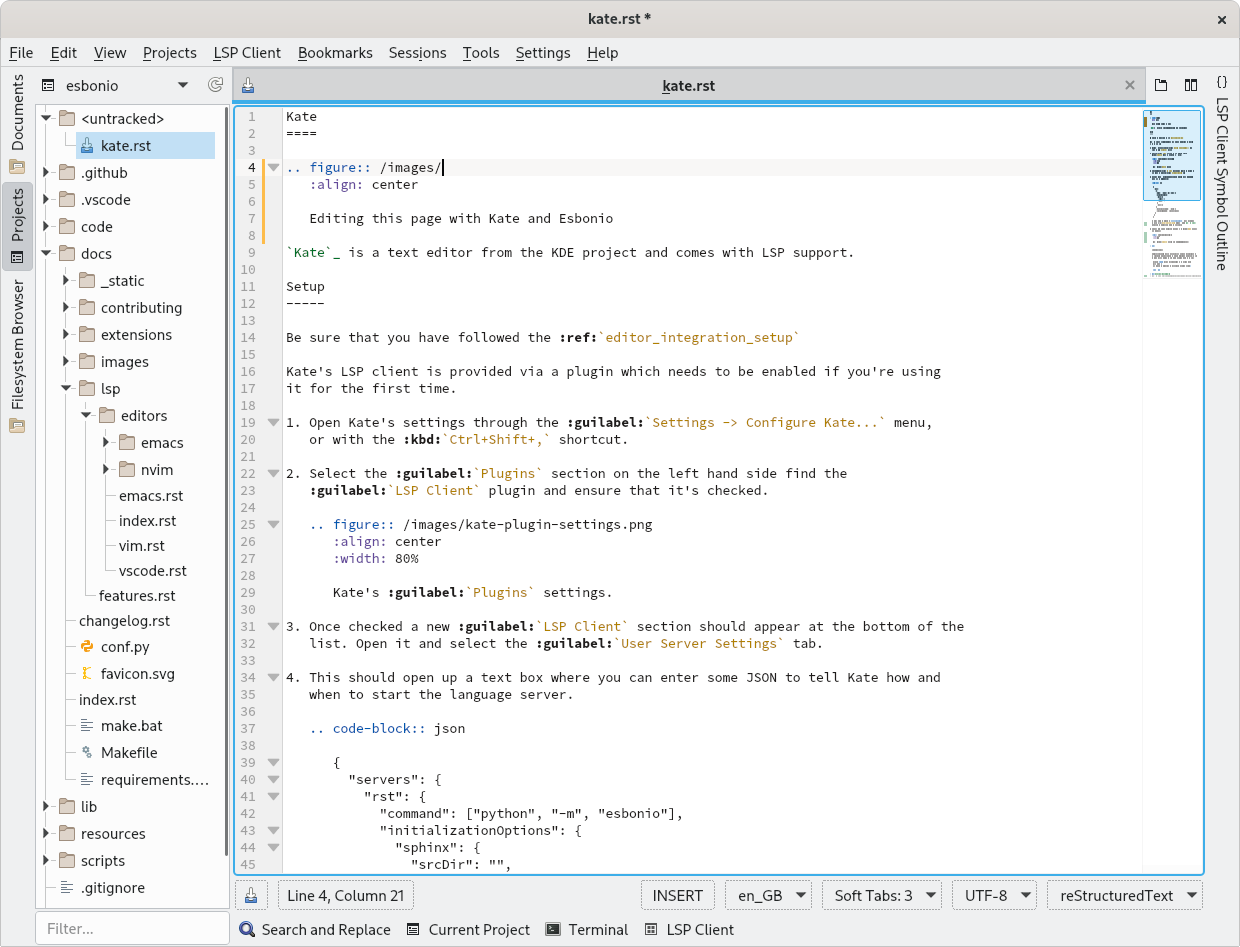 kate.rst *
File Edit View Projects LSP Client Bookmarks Sessions Tools Settings Help
Documents
Projects
Filesystem Browser
esbonio
<untracked>
kate.rst
.github
.vscode
code
docs
_static
contributing
extensions
images
lsp
editors
emacs
nvim
emacs.rst
index.rst
vim.rst
vscode.rst
features.rst
changelog.rst
conf.py
favicon.svg
index.rst
make.bat
Makefile
requirements....
lib
resources
scripts
.gitignore
Filter...
kate.rst
1 Kate
2 ====
3
4 .. figure:: /images/
5    :align: center
6
7    Editing this page with Kate and Esbonio
8
9 `Kate`_ is a text editor from the KDE project and comes with LSP support.
10
11 Setup
12 -----
13
14 Be sure that you have followed the :ref:`editor_integration_setup`
15
16 Kate's LSP client is provided via a plugin which needs to be enabled if you're using
17 it for the first time.
18
19 1. Open Kate's settings through the :guilabel:`Settings -> Configure Kate...` menu,
20    or with the :kbd:`Ctrl+Shift+,` shortcut.
21
22 2. Select the :guilabel:`Plugins` section on the left hand side find the
23    :guilabel:`LSP Client` plugin and ensure that it's checked.
24
25    .. figure:: /images/kate-plugin-settings.png
26       :align: center
27       :width: 80%
28
29       Kate's :guilabel:`Plugins` settings.
30
31 3. Once checked a new :guilabel:`LSP Client` section should appear at the bottom of the
32    list. Open it and select the :guilabel:`User Server Settings` tab.
33
34 4. This should open up a text box where you can enter some JSON to tell Kate how and
35    when to start the language server.
36
37    .. code-block:: json
38
39       {
40         "servers": {
41           "rst": {
42             "command": ["python", "-m", "esbonio"],
43             "initializationOptions": {
44               "sphinx": {
45                 "srcDir": "",
{} LSP Client Symbol Outline
Line 4, Column 21 INSERT en_GB Soft Tabs: 3 UTF-8 reStructuredText
Search and Replace Current Project Terminal LSP Client